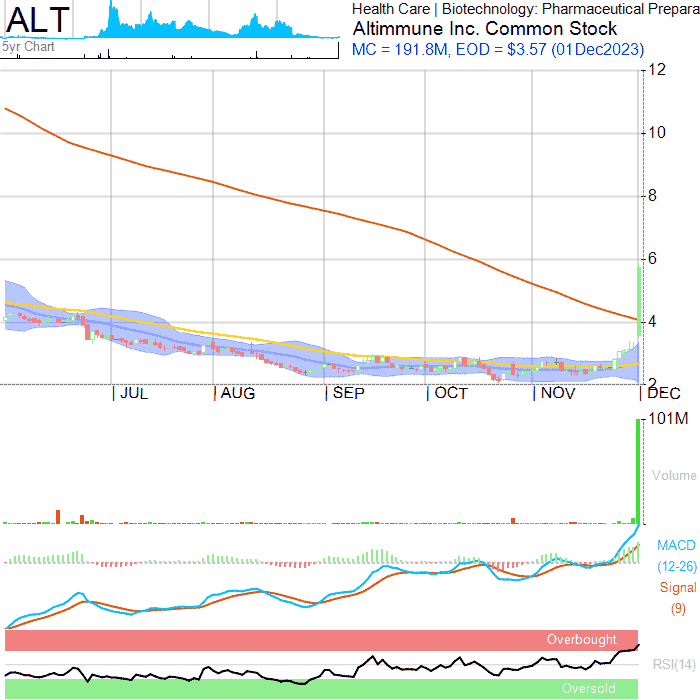 ALT
5yr Chart
Health Care | Biotechnology: Pharmaceutical Prepara
Altimmune Inc. Common Stock
MC = 191.8M, EOD = $3.57 (01Dec2023)
12
10
8
6
4
2
JUL
AUG
SEP
OCT
NOV
DEC
101M
Volume
MACD
(12-26)
Signal
(9)
Overbought
RSI(14)
Oversold